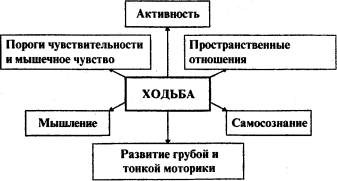 Активность
Пороги чувствительности
и мышечное чувство
Пространственные
отношения
ХОДЬБА
Мышление
Самосознание
Развитие грубой и
тонкой моторики